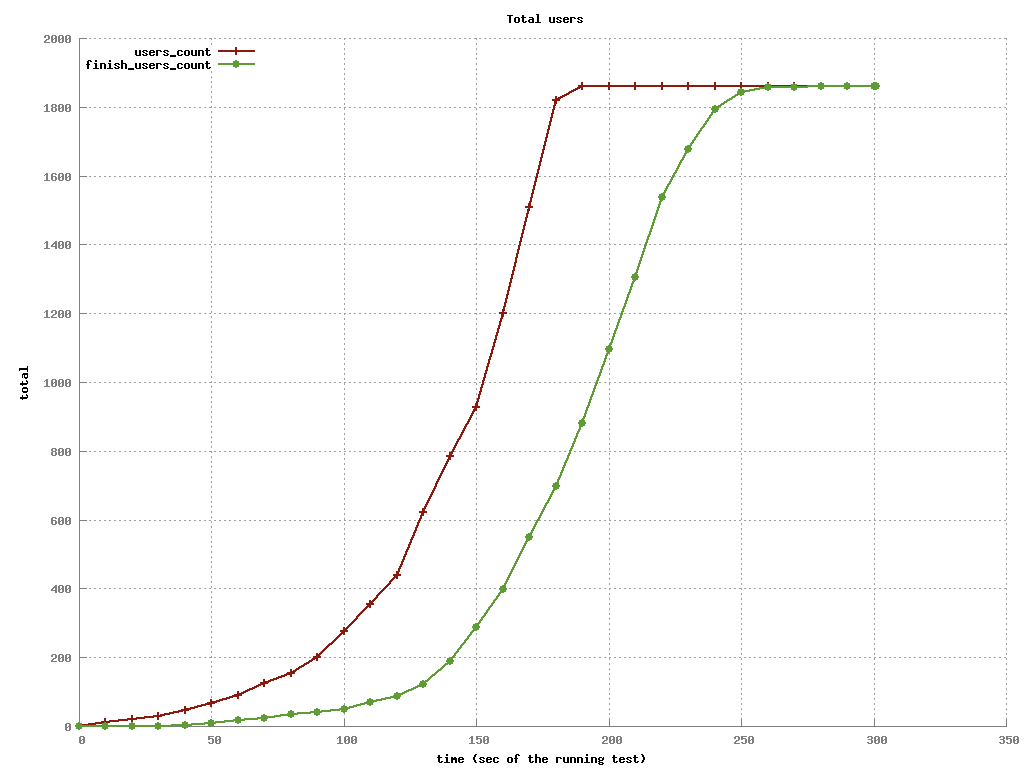 Total users
users_count
finish_users_count
2000
1800
1600
1400
1200
1000
800
600
400
200
0
total
0 50 100 150 200 250 300 350
time (sec of the running test)